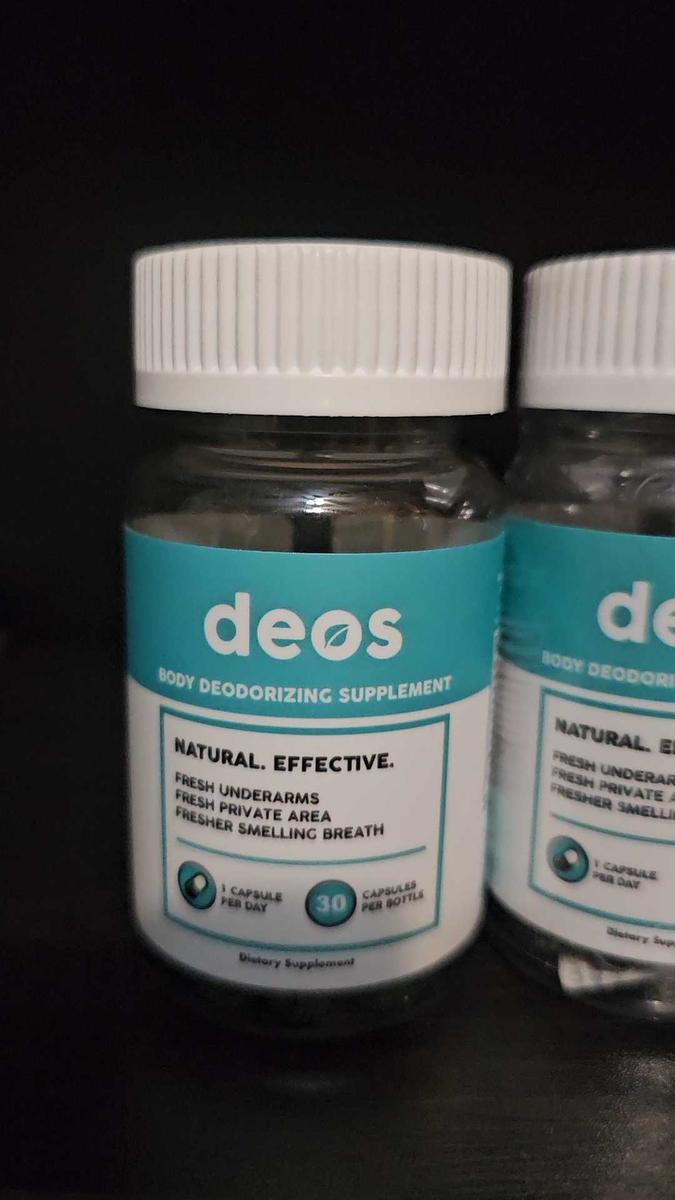 deos
BODY DEODORIZING SUPPLEMENT
NATURAL. EFFECTIVE.
FRESH UNDERARMS
FRESH PRIVATE AREA
FRESHER SMELLING BREATH
1 CAPSULE
PER DAY
30
CAPSULES
PER BOTTLE
Dietary Supplement
de
BODY DEODORI
NATURAL. E
FRESH UNDERAR
FRESH PRIVATE A
FRESHER SMELLI
1 CAPSULE
PER DAY
Dietary Sup